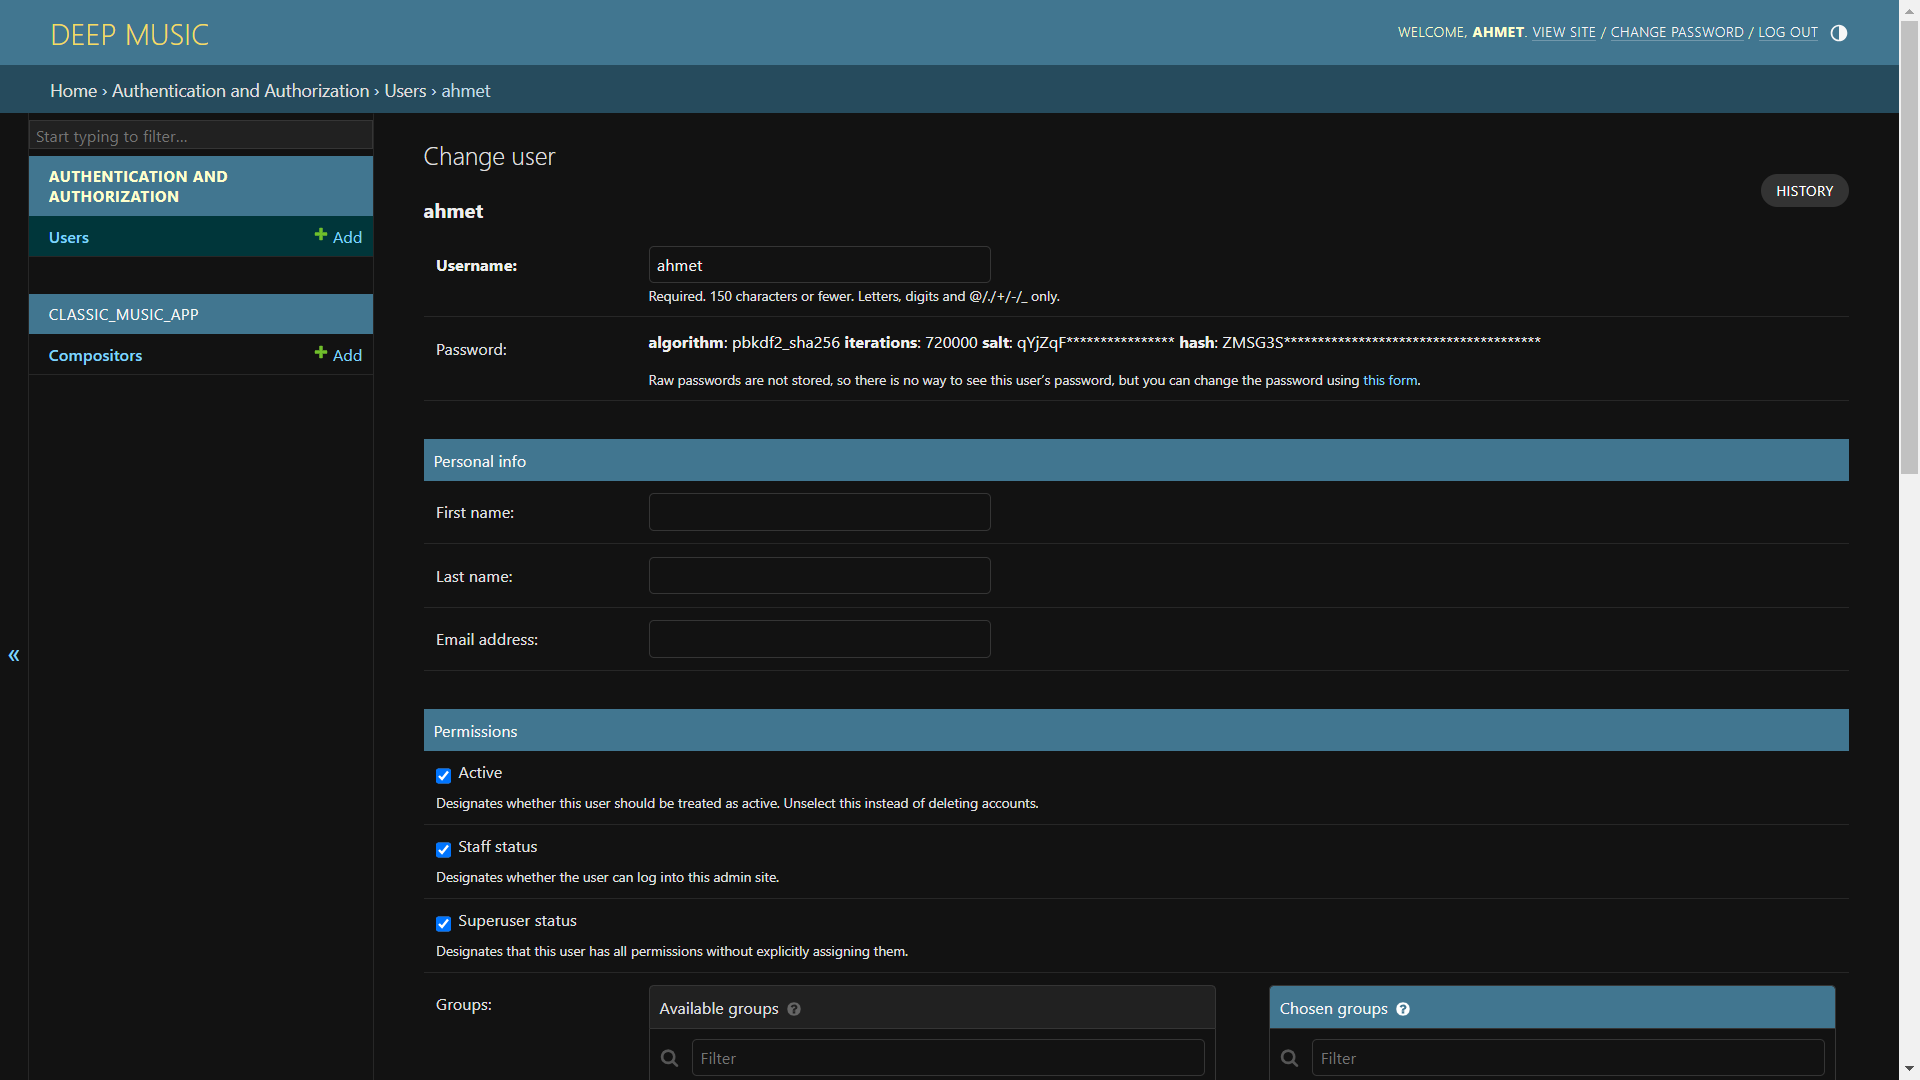 DEEP MUSIC
WELCOME, AHMET. VIEW SITE / CHANGE PASSWORD / LOG OUT
Home › Authentication and Authorization › Users › ahmet
Start typing to filter...
AUTHENTICATION AND
AUTHORIZATION
Users
Add
CLASSIC_MUSIC_APP
Compositors
Add
«
Change user
HISTORY
ahmet
Username:
ahmet
Required. 150 characters or fewer. Letters, digits and @/./+/-/_ only.
Password:
algorithm: pbkdf2_sha256 iterations: 720000 salt: qYjZqF**************** hash: ZMSG3S**************************************
Raw passwords are not stored, so there is no way to see this user’s password, but you can change the password using this form.
Personal info
First name:
Last name:
Email address:
Permissions
Active
Designates whether this user should be treated as active. Unselect this instead of deleting accounts.
Staff status
Designates whether the user can log into this admin site.
Superuser status
Designates that this user has all permissions without explicitly assigning them.
Groups:
Available groups ?
Filter
Chosen groups ?
Filter